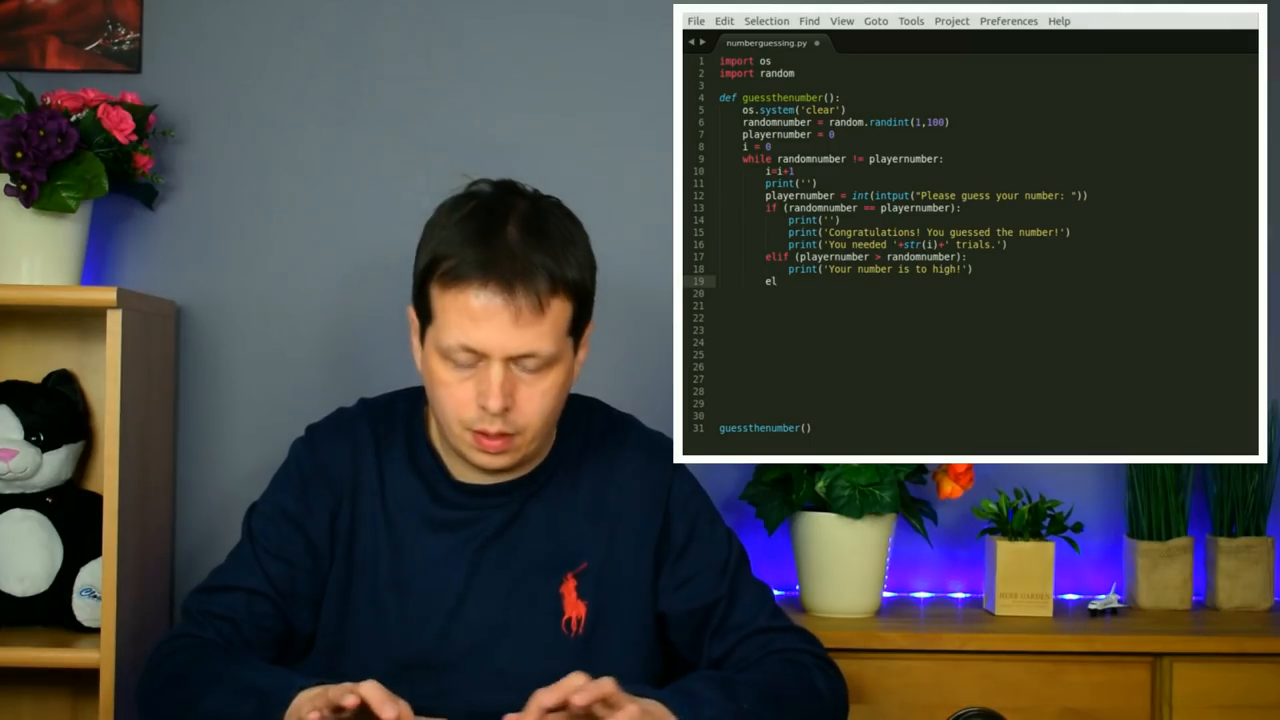 File Edit Selection Find View Goto Tools Project Preferences Help
numberguessing.py
1 import os
2 import random
3
4 def guessthenumber():
5 os.system('clear')
6 randomnumber = random.randint(1,100)
7 playernumber = 0
8 i = 0
9 while randomnumber != playernumber:
10 i=i+1
11 print('')
12 playernumber = int(intput("Please guess your number: "))
13 if (randomnumber == playernumber):
14 print('')
15 print('Congratulations! You guessed the number!')
16 print('You needed '+str(i)+' trials.')
17 elif (playernumber > randomnumber):
18 print('Your number is to high!')
19 el
20
21
22
23
24
25
26
27
28
29
30
31 guessthenumber()
HERB GARDEN